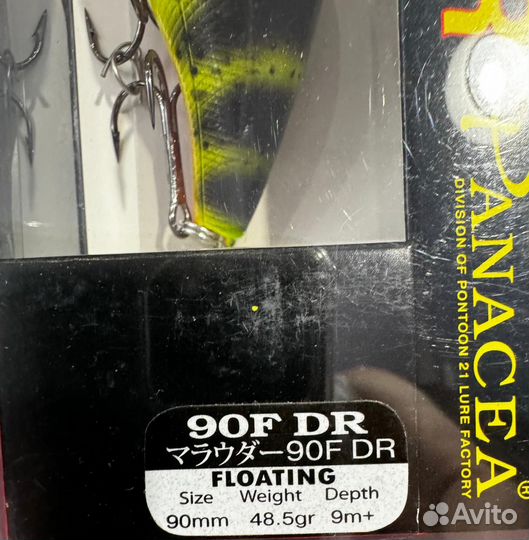 PANACEA®
DIVISION OF PONTOON 21 LURE FACTORY
90F DR
マラウダー90F DR
FLOATING
Size Weight Depth
90mm 48.5gr 9m+
Avito